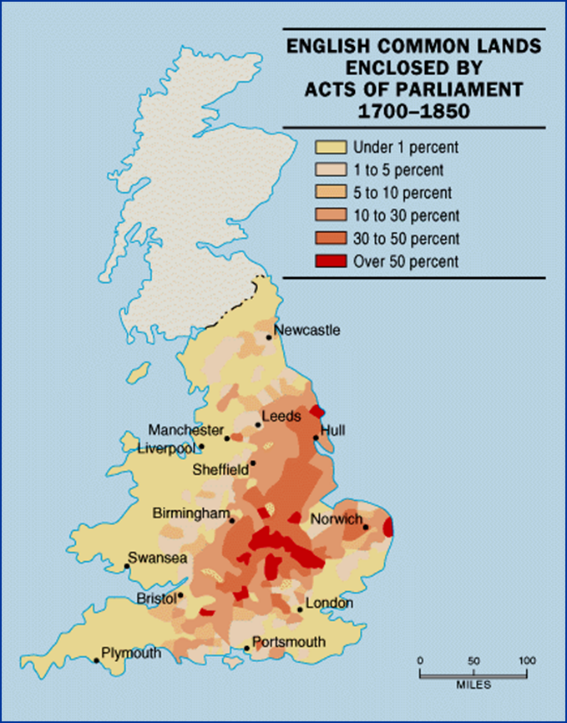 ENGLISH COMMON LANDS
ENCLOSED BY
ACTS OF PARLIAMENT
1700–1850
Under 1 percent
1 to 5 percent
5 to 10 percent
10 to 30 percent
30 to 50 percent
Over 50 percent
Newcastle
Leeds
Manchester
Hull
Liverpool
Sheffield
Birmingham
Norwich
Swansea
Bristol
London
Portsmouth
Plymouth
0 50 100
MILES